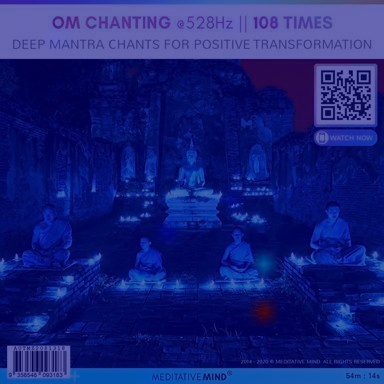 OM CHANTING @528Hz || 108 TIMES
DEEP MANTRA CHANTS FOR POSITIVE TRANSFORMATION
WATCH NOW
MEDITATIVE MIND®
54m : 14s